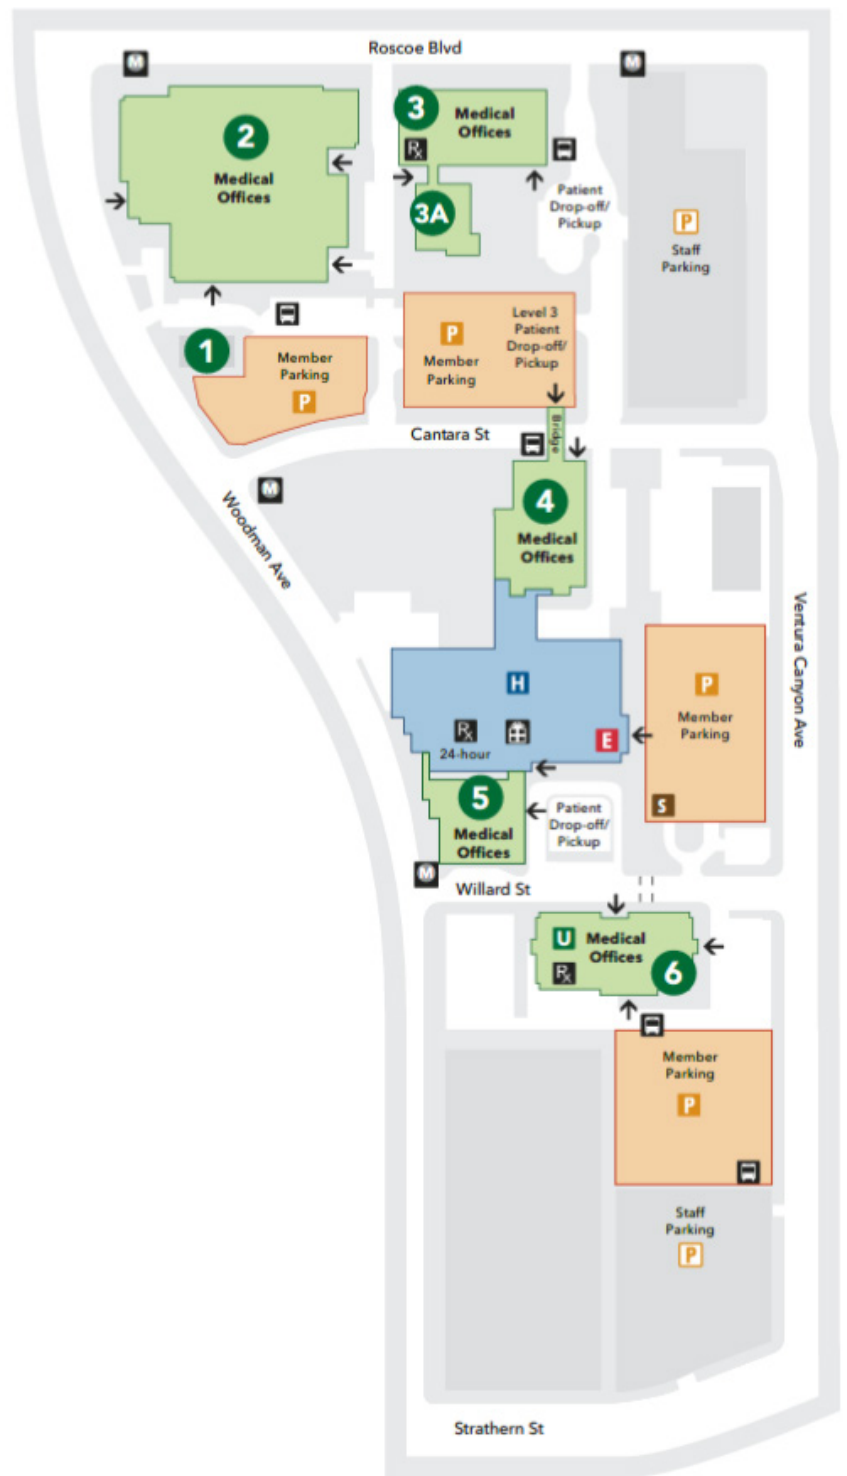 Roscoe Blvd
M
M
2
Medical
Offices
3
Medical
Offices
Rx
3A
Patient
Drop-off/
Pickup
P
Staff
Parking
1
Member
Parking
P
P
Member
Parking
Level 3
Patient
Drop-off/
Pickup
Cantara St
Bridge
M
Woodman Ave
4
Medical
Offices
Ventura Canyon Ave
H
Rx
24-hour
E
P
Member
Parking
S
5
Medical
Offices
Patient
Drop-off/
Pickup
M
Willard St
U
Medical
Offices
Rx
6
Member
Parking
P
Staff
Parking
P
Strathern St